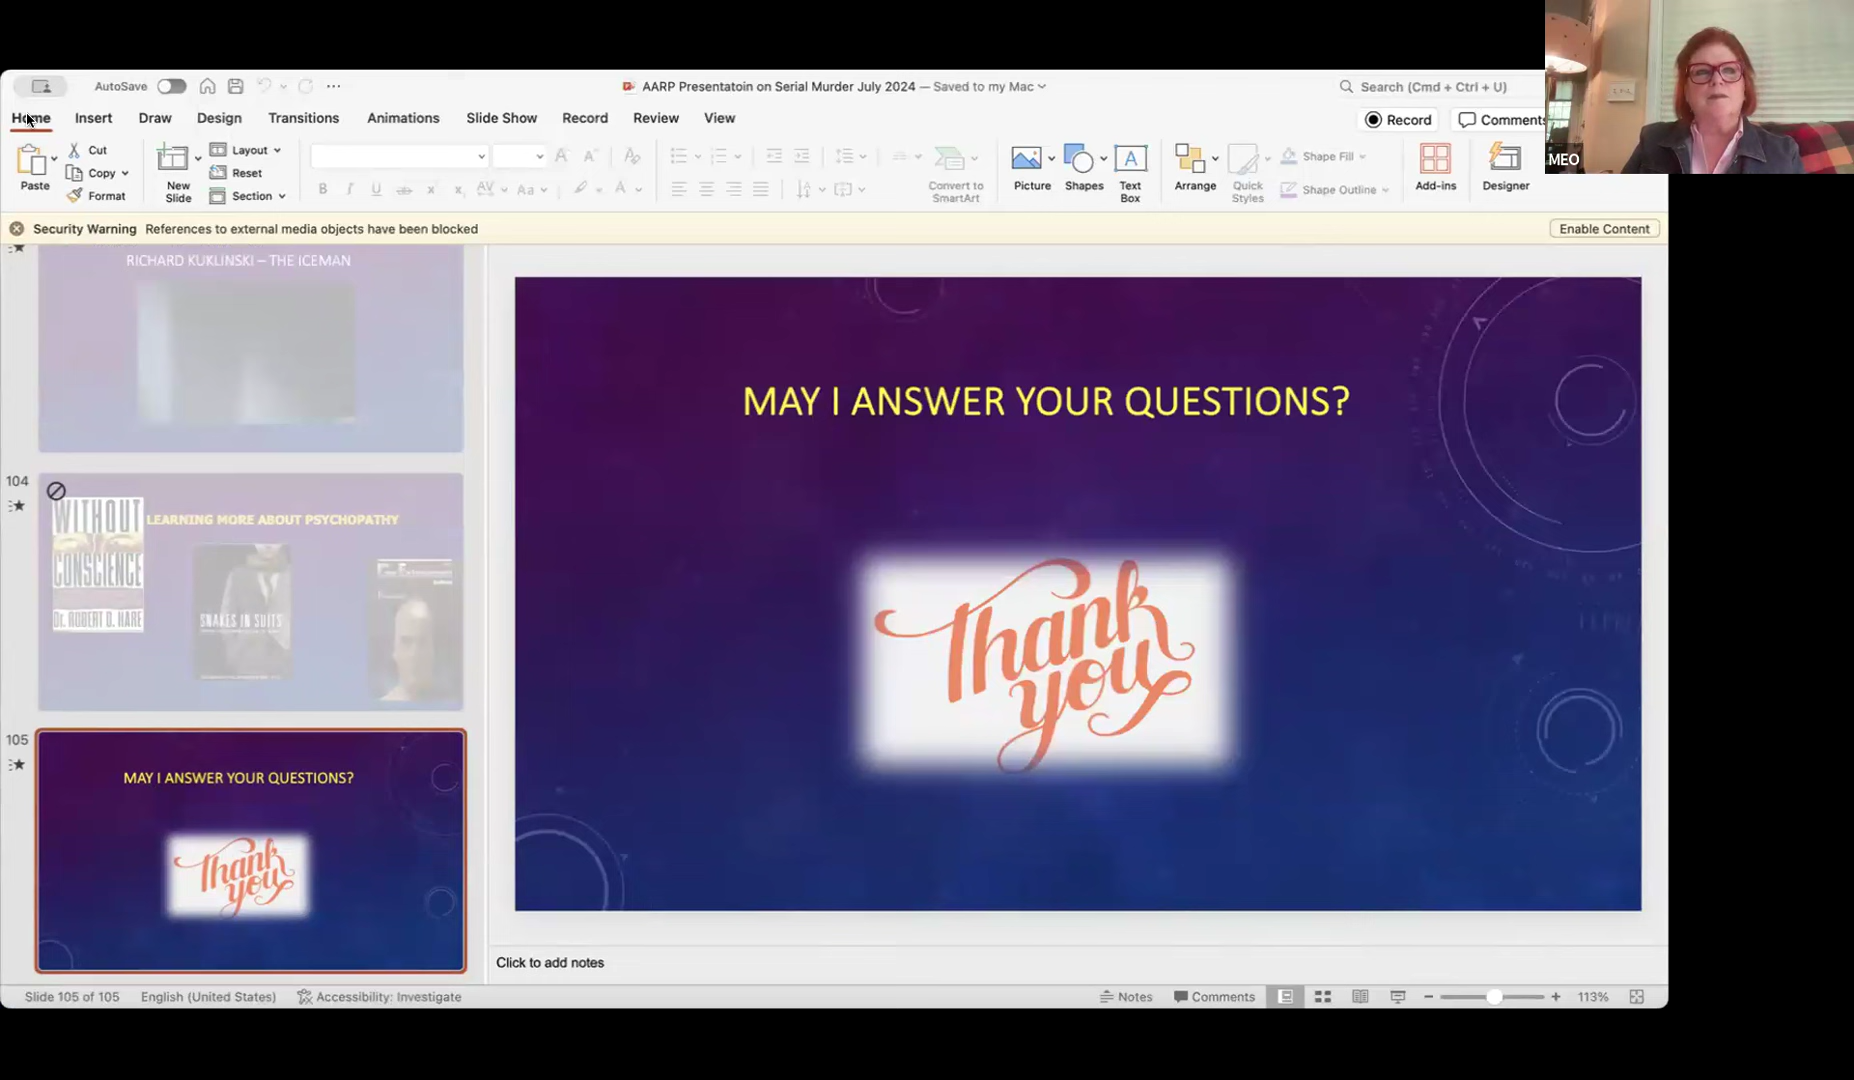 AutoSave
AARP Presentatoin on Serial Murder July 2024 — Saved to my Mac
Search (Cmd + Ctrl + U)
Home
Insert
Draw
Design
Transitions
Animations
Slide Show
Record
Review
View
Record
Comments
MEO
Paste
Cut
Copy
Format
New
Slide
Layout
Reset
Section
Convert to
SmartArt
Picture
Shapes
Text
Box
Arrange
Quick
Styles
Shape Fill
Shape Outline
Add-ins
Designer
Security Warning References to external media objects have been blocked
Enable Content
RICHARD KUKLINSKI – THE ICEMAN
104
WITHOUT
CONSCIENCE
Dr. ROBERT D. HARE
LEARNING MORE ABOUT PSYCHOPATHY
SNAKES IN SUITS
105
MAY I ANSWER YOUR QUESTIONS?
Thank
you
MAY I ANSWER YOUR QUESTIONS?
Thank
you
Click to add notes
Slide 105 of 105
English (United States)
Accessibility: Investigate
Notes
Comments
113%